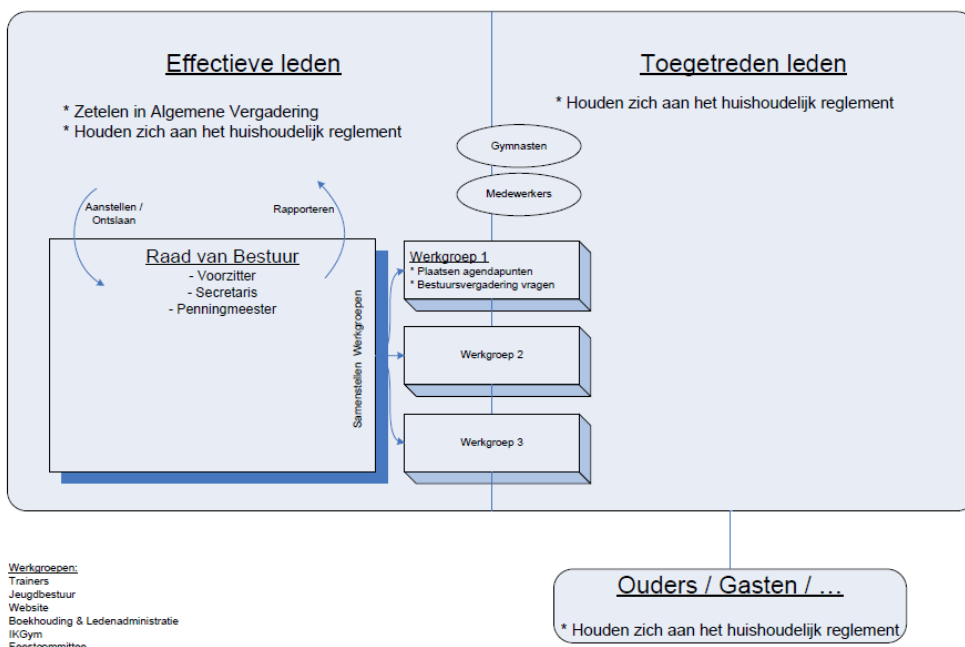 Effectieve leden
* Zetelen in Algemene Vergadering
* Houden zich aan het huishoudelijk reglement
Toegetreden leden
* Houden zich aan het huishoudelijk reglement
Gymnasten
Medewerkers
Aanstellen /
Ontslaan
Rapporteren
Raad van Bestuur
- Voorzitter
- Secretaris
- Penningmeester
Samenstellen Werkgroepen
Werkgroep 1
* Plaatsen agendapunten
* Bestuursvergadering vragen
Werkgroep 2
Werkgroep 3
Werkgroepen:
Trainers
Jeugdbestuur
Website
Boekhouding & Ledenadministratie
IKGym
Feestcommittee
Ouders / Gasten / ...
* Houden zich aan het huishoudelijk reglement